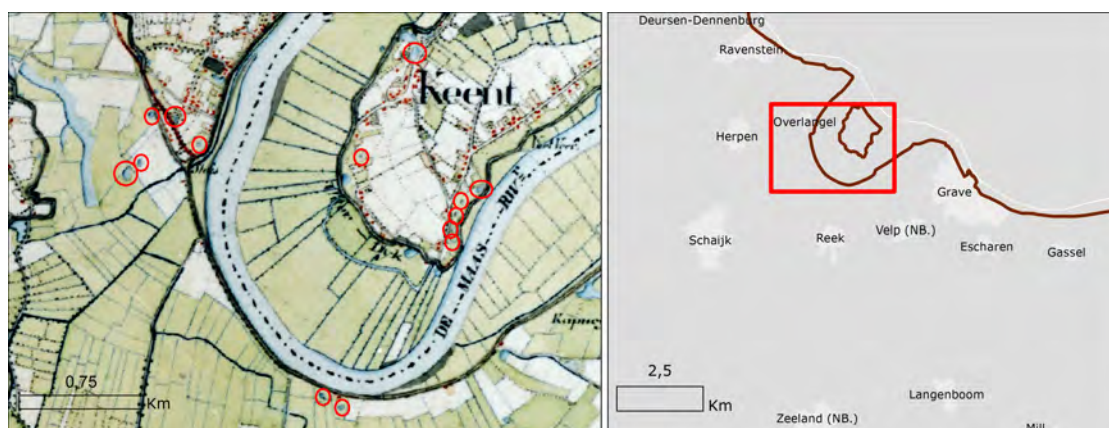 Keent
DE MAAS RIV.
0,75
Km
Deursen-Dennenburg
Ravenstein
Overlangel
Herpen
Grave
Velp (NB.)
Schaijk
Reek
Escharen
Gassel
2,5
Km
Langenboom
Zeeland (NB.)
Mill